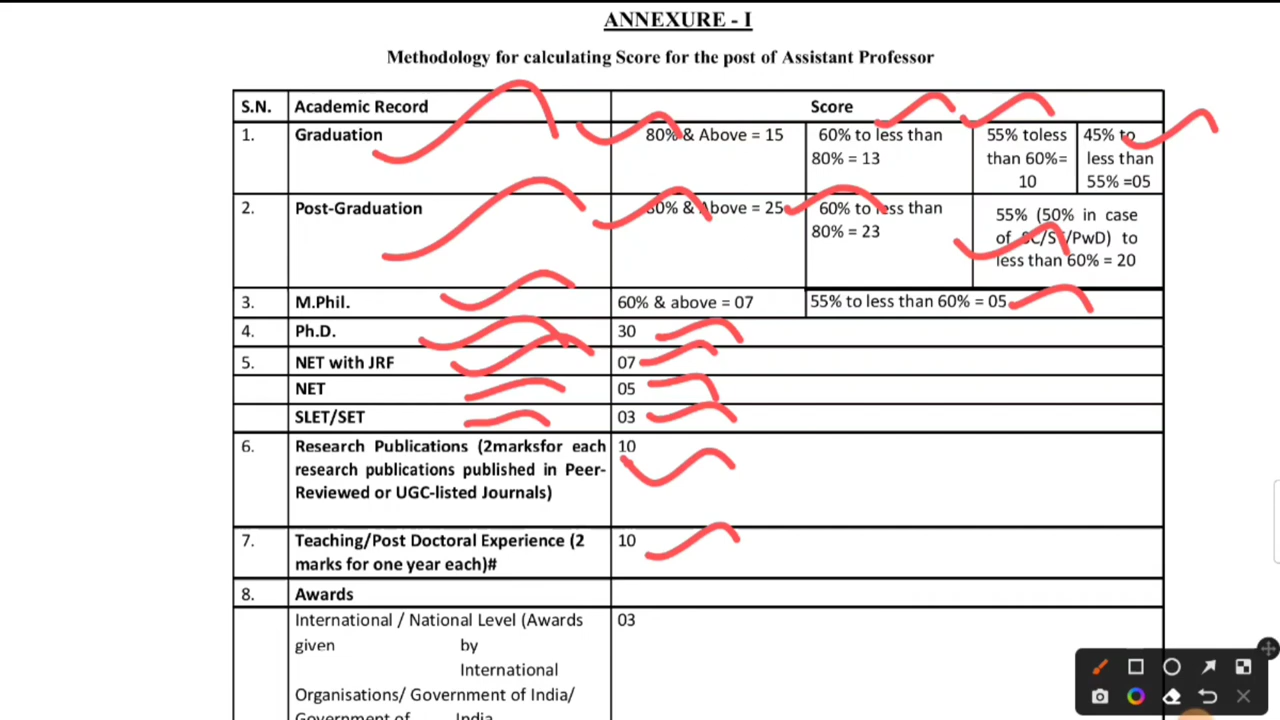 ANNEXURE - I
Methodology for calculating Score for the post of Assistant Professor
S.N. Academic Record Score
1. Graduation 80% & Above = 15 60% to less than 80% = 13 55% toless than 60%= 10 45% to less than 55% =05
2. Post-Graduation 80% & Above = 25 60% to less than 80% = 23 55% (50% in case of SC/ST/PwD) to less than 60% = 20
3. M.Phil. 60% & above = 07 55% to less than 60% = 05
4. Ph.D. 30
5. NET with JRF 07
NET 05
SLET/SET 03
6. Research Publications (2marksfor each 10
research publications published in Peer-
Reviewed or UGC-listed Journals)
7. Teaching/Post Doctoral Experience (2 10
marks for one year each)#
8. Awards
International / National Level (Awards 03
given by
International
Organisations/ Government of India/
Government of India